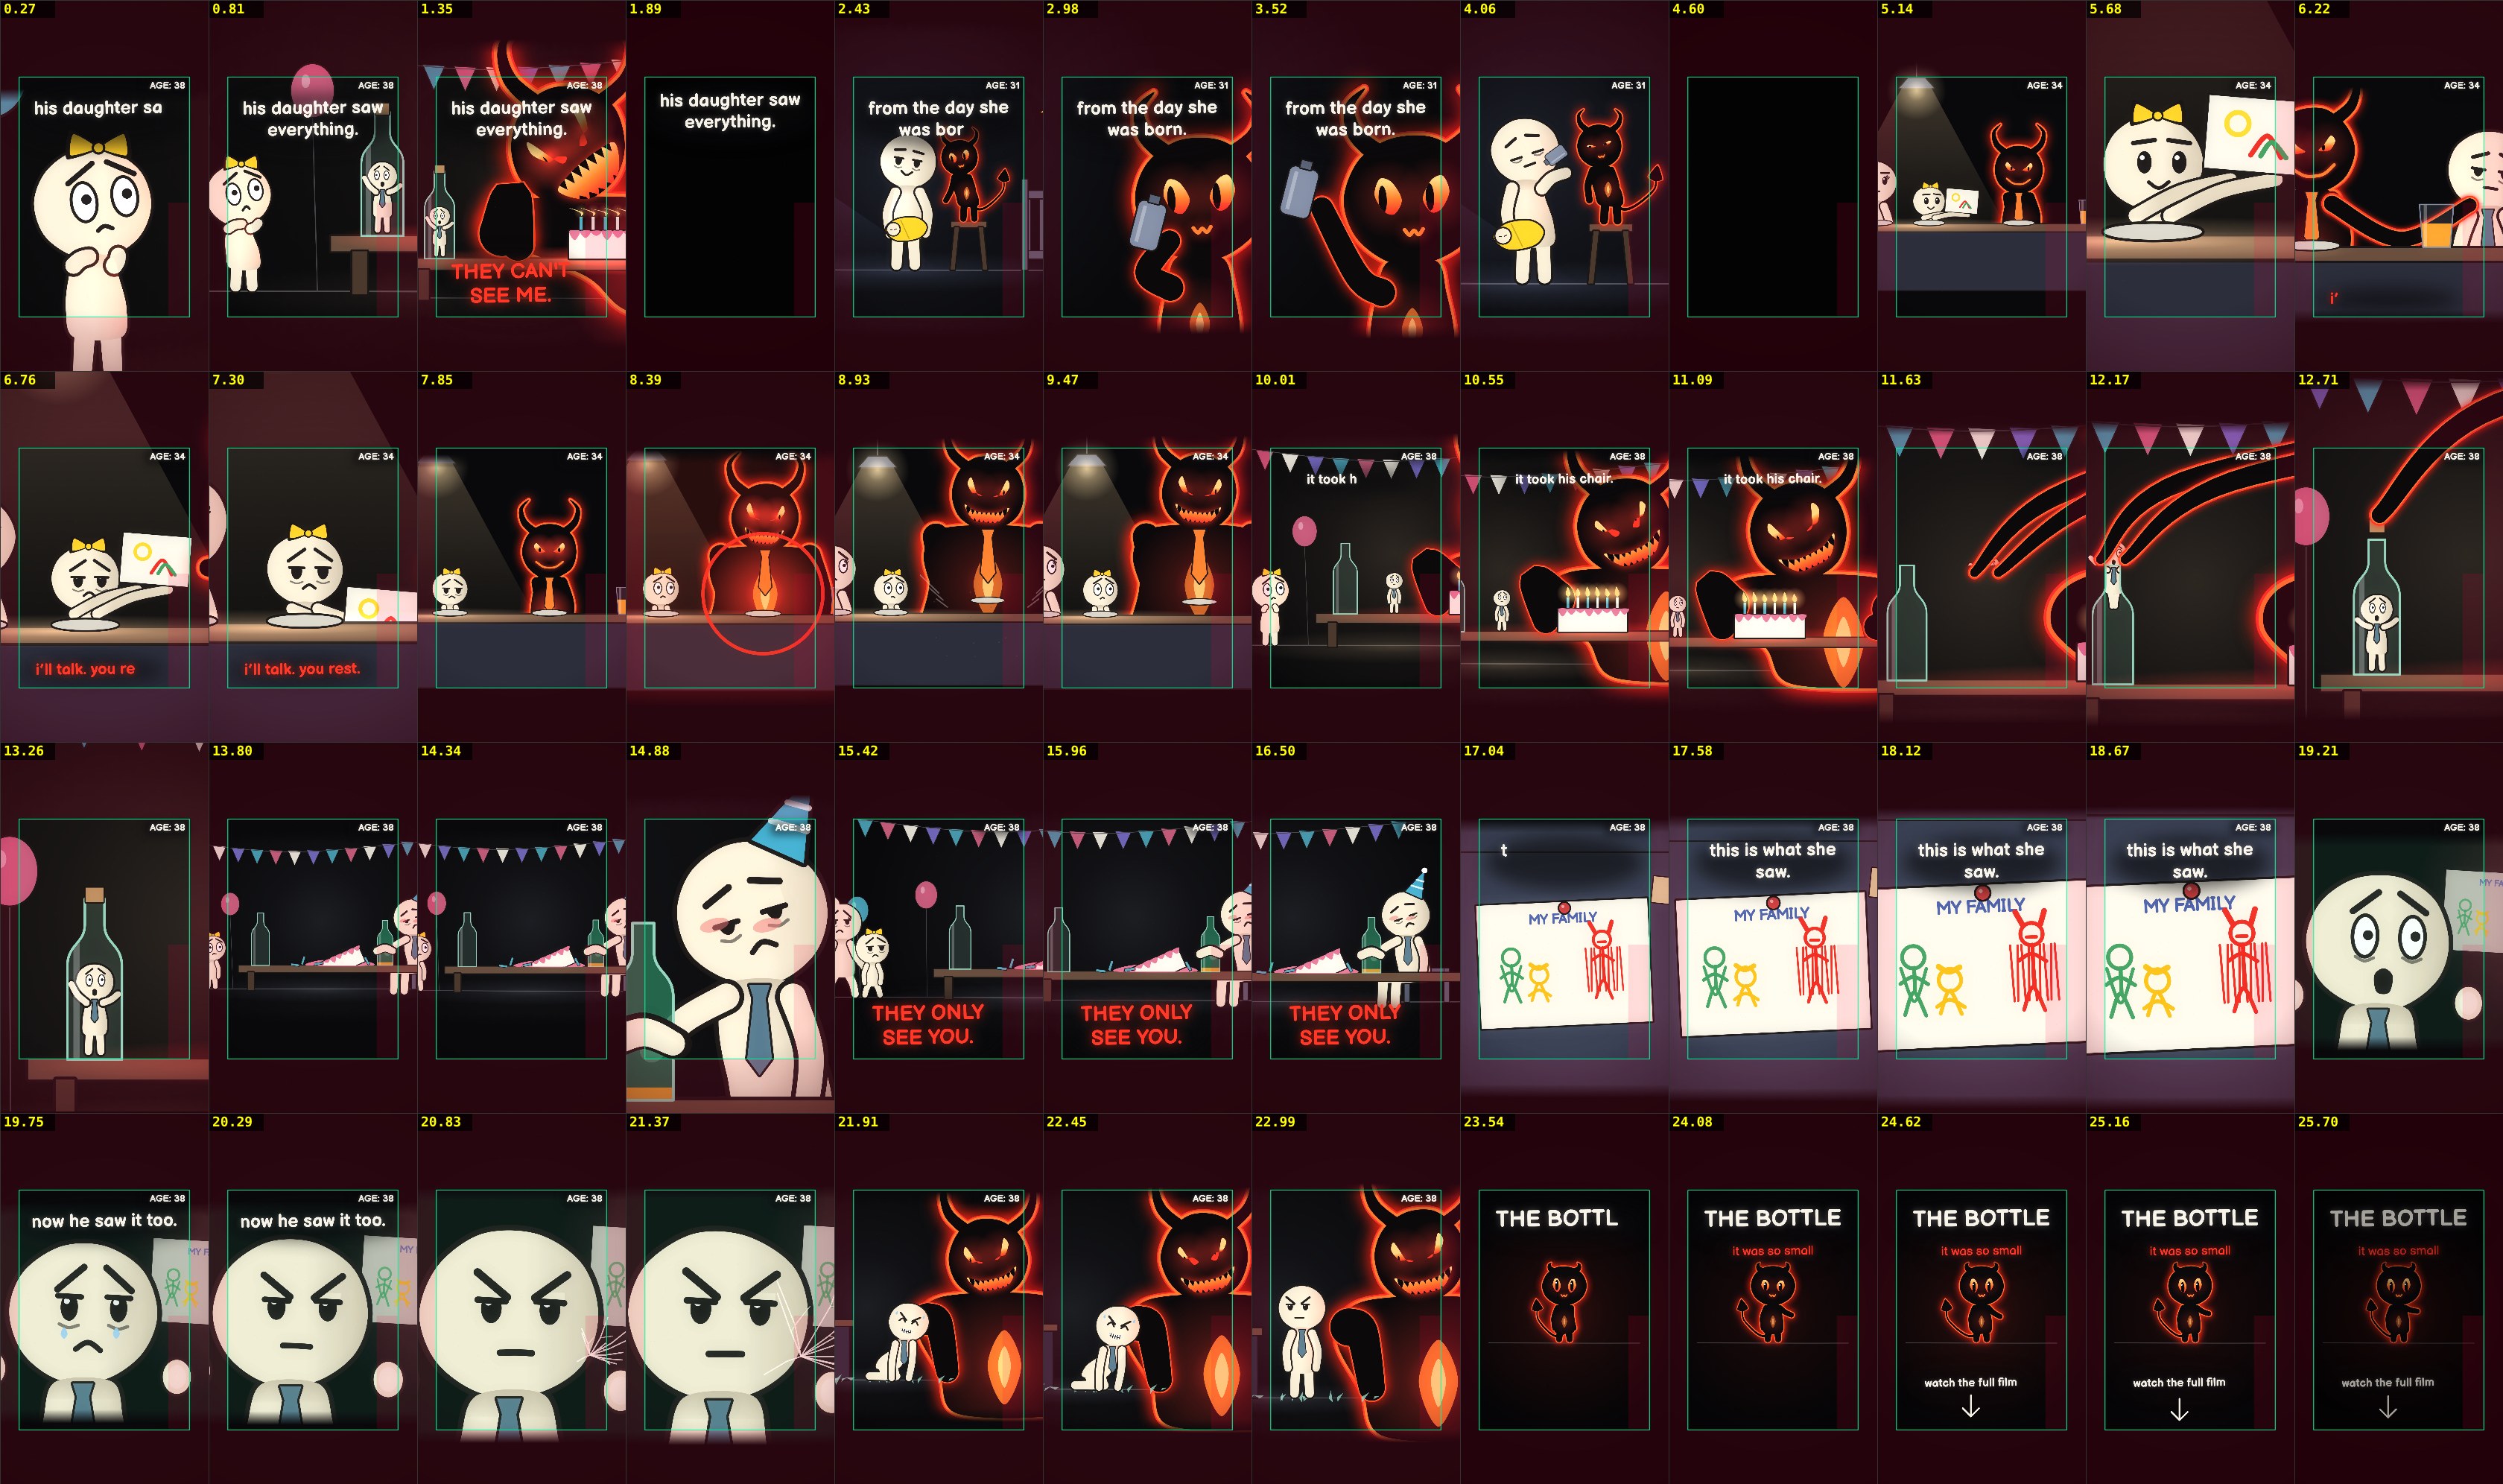 0.27
AGE: 38
his daughter sa
0.81
AGE: 38
his daughter saw
everything.
1.35
AGE: 38
his daughter saw
everything.
THEY CAN'T
SEE ME.
1.89
his daughter saw
everything.
2.43
AGE: 31
from the day she
was bor
2.98
AGE: 31
from the day she
was born.
3.52
AGE: 31
from the day she
was born.
4.06
AGE: 31
4.60
5.14
AGE: 34
5.68
AGE: 34
6.22
AGE: 34
i'
6.76
AGE: 34
i'll talk. you re
7.30
AGE: 34
i'll talk. you rest.
7.85
AGE: 34
8.39
AGE: 34
8.93
AGE: 34
9.47
AGE: 34
10.01
AGE: 38
it took h
10.55
AGE: 38
it took his chair.
11.09
AGE: 38
it took his chair.
11.63
AGE: 38
12.17
AGE: 38
12.71
AGE: 38
13.26
AGE: 38
13.80
AGE: 38
14.34
AGE: 38
14.88
AGE: 38
15.42
AGE: 38
THEY ONLY
SEE YOU.
15.96
AGE: 38
THEY ONLY
SEE YOU.
16.50
AGE: 38
THEY ONLY
SEE YOU.
17.04
AGE: 38
t
MY FAMILY
17.58
AGE: 38
this is what she
saw.
MY FAMILY
18.12
AGE: 38
this is what she
saw.
MY FAMILY
18.67
AGE: 38
this is what she
saw.
MY FAMILY
19.21
AGE: 38
MY FA
19.75
AGE: 38
now he saw it too.
MY F
20.29
AGE: 38
now he saw it too.
MY
20.83
AGE: 38
21.37
AGE: 38
21.91
AGE: 38
22.45
AGE: 38
22.99
AGE: 38
23.54
THE BOTTL
24.08
THE BOTTLE
it was so small
24.62
THE BOTTLE
it was so small
watch the full film
25.16
THE BOTTLE
it was so small
watch the full film
25.70
THE BOTTLE
it was so small
watch the full film